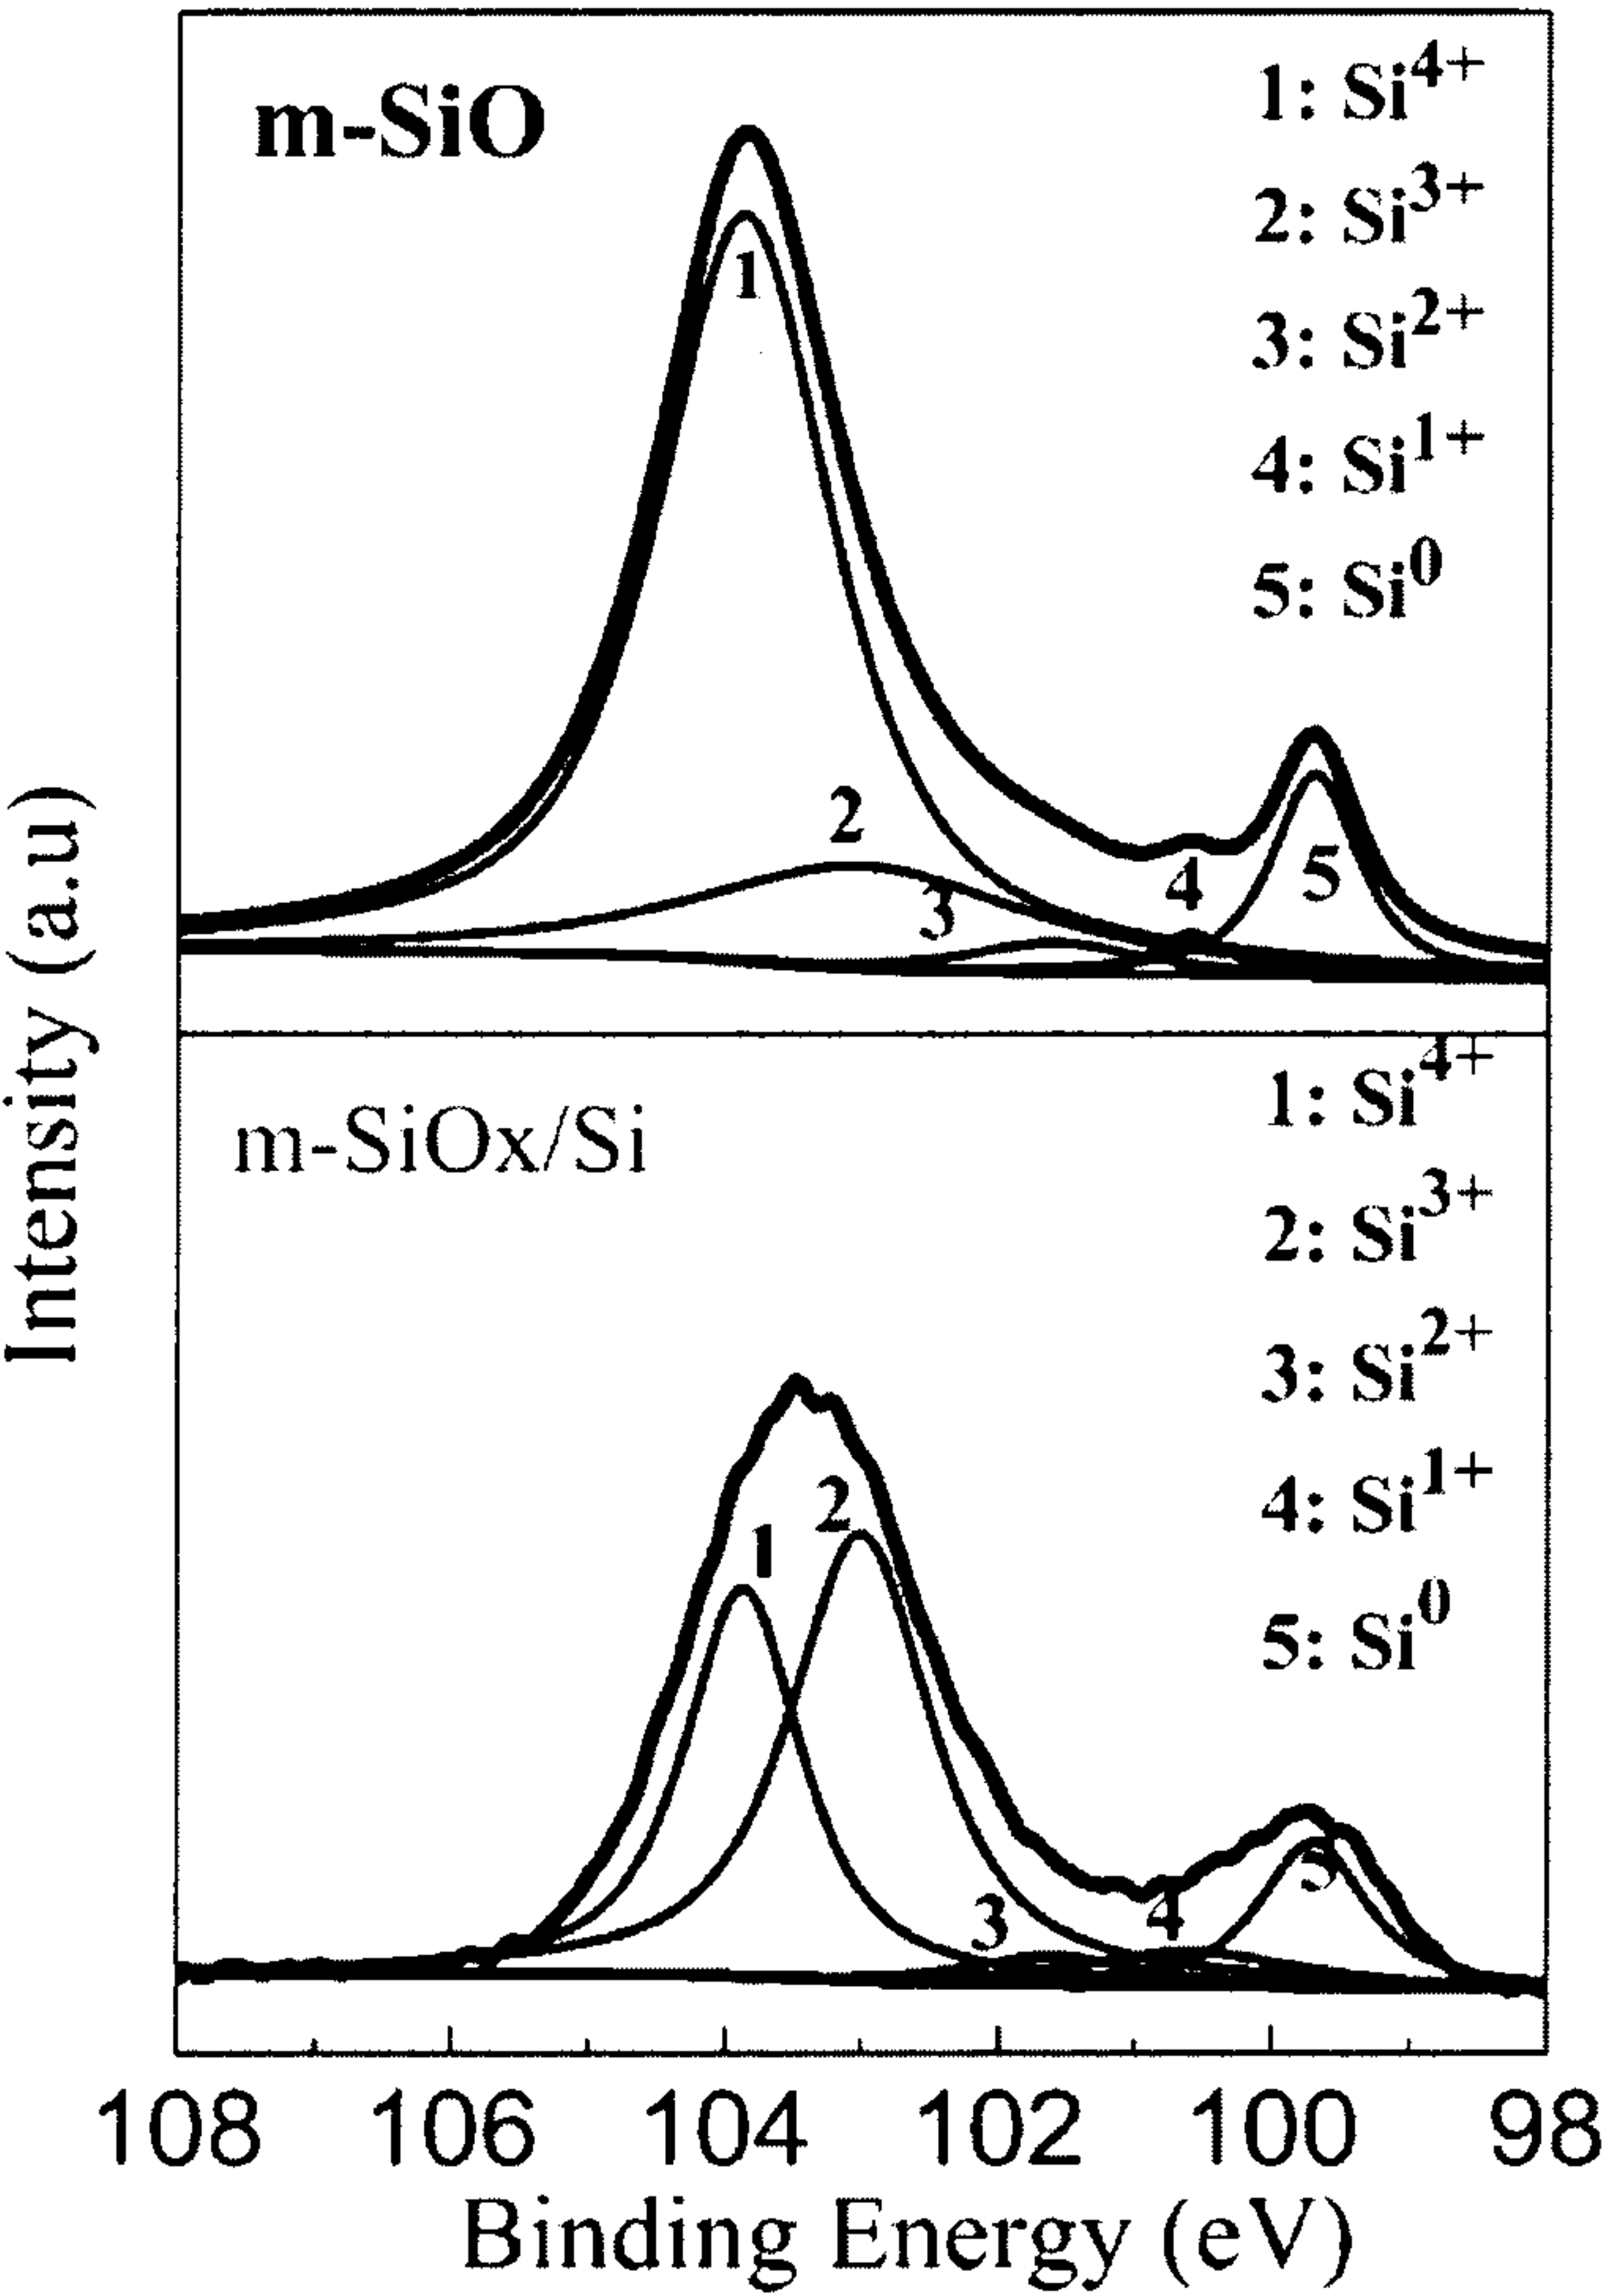 Intensity (a.u)
m-SiO
1: Si⁴⁺
2: Si³⁺
3: Si²⁺
4: Si¹⁺
5: Si⁰
1
2
3
4
5
m-SiOx/Si
1: Si⁴⁺
2: Si³⁺
3: Si²⁺
4: Si¹⁺
5: Si⁰
1
2
3
4
5
108 106 104 102 100 98
Binding Energy (eV)